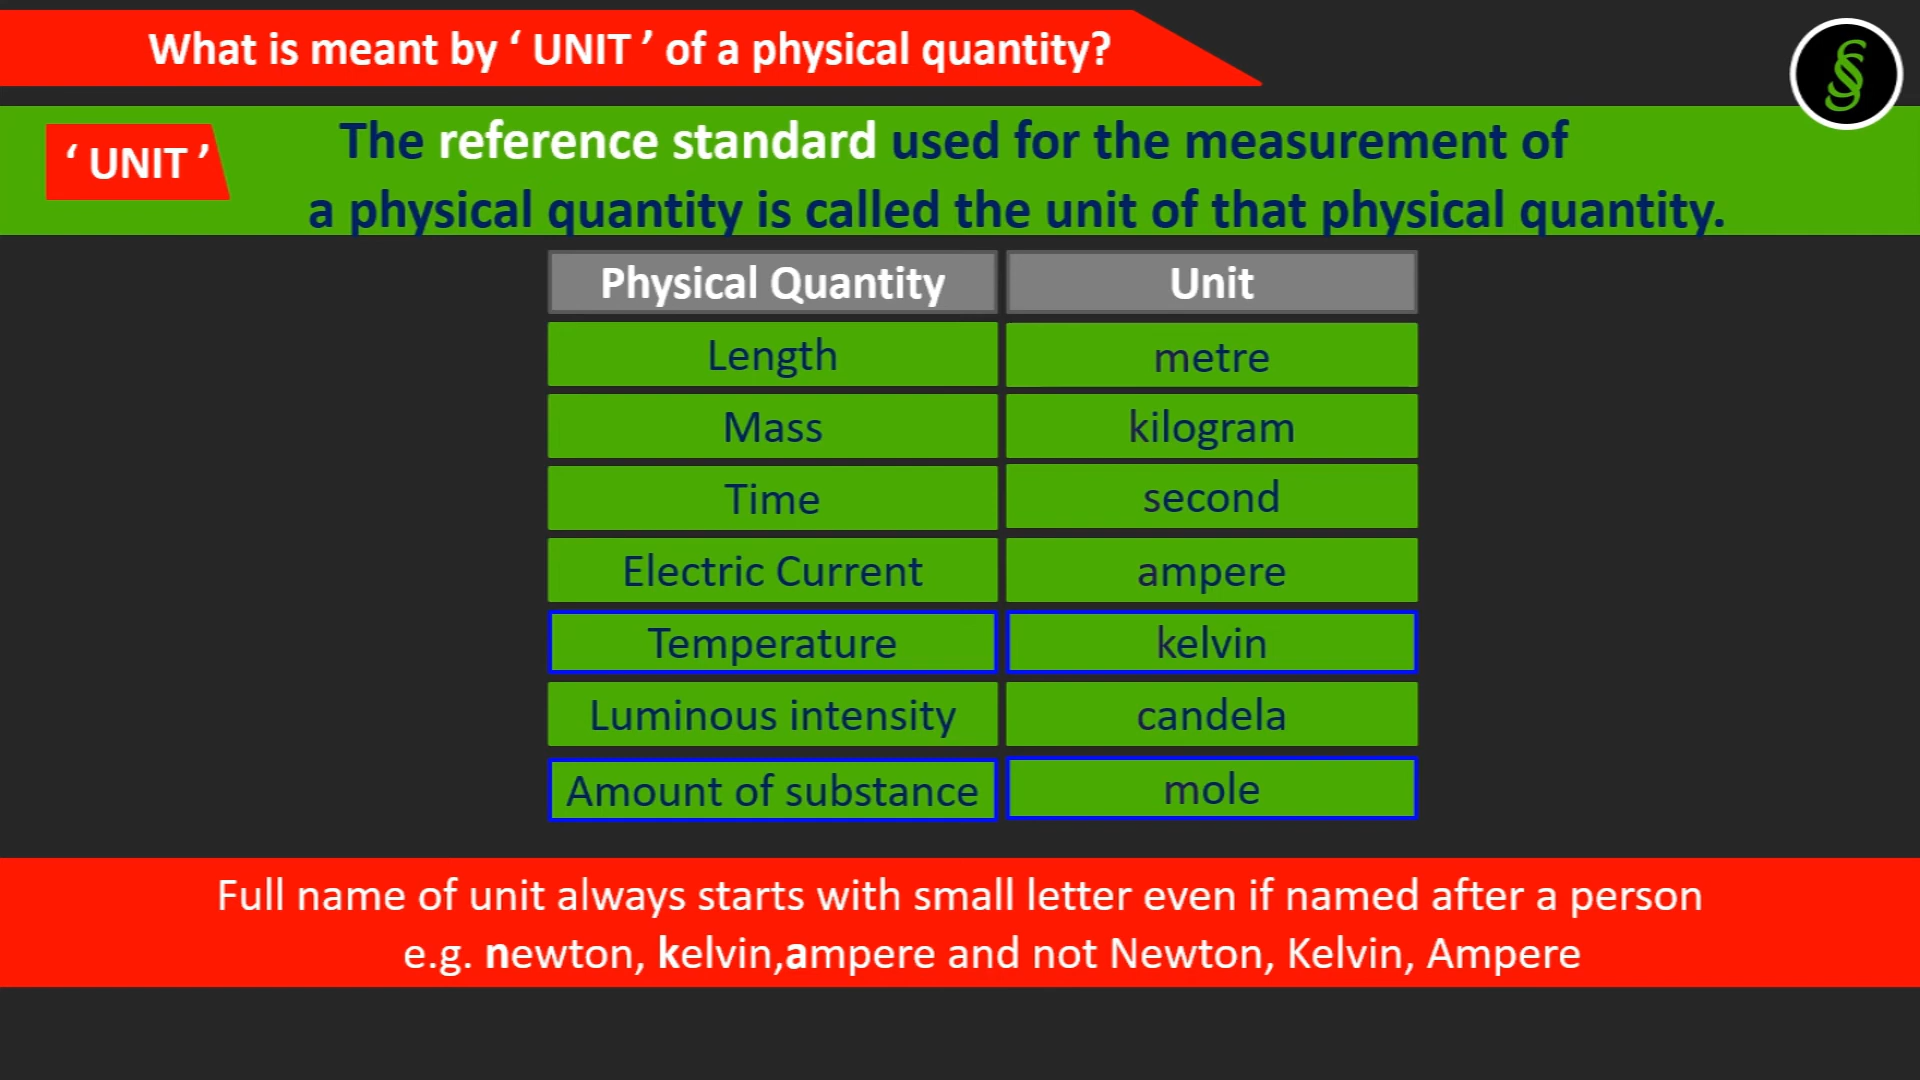 What is meant by ‘ UNIT ’ of a physical quantity?
‘ UNIT ’
The reference standard used for the measurement of
a physical quantity is called the unit of that physical quantity.
Physical Quantity Unit
Length metre
Mass kilogram
Time second
Electric Current ampere
Temperature kelvin
Luminous intensity candela
Amount of substance mole
Full name of unit always starts with small letter even if named after a person
e.g. newton, kelvin,ampere and not Newton, Kelvin, Ampere